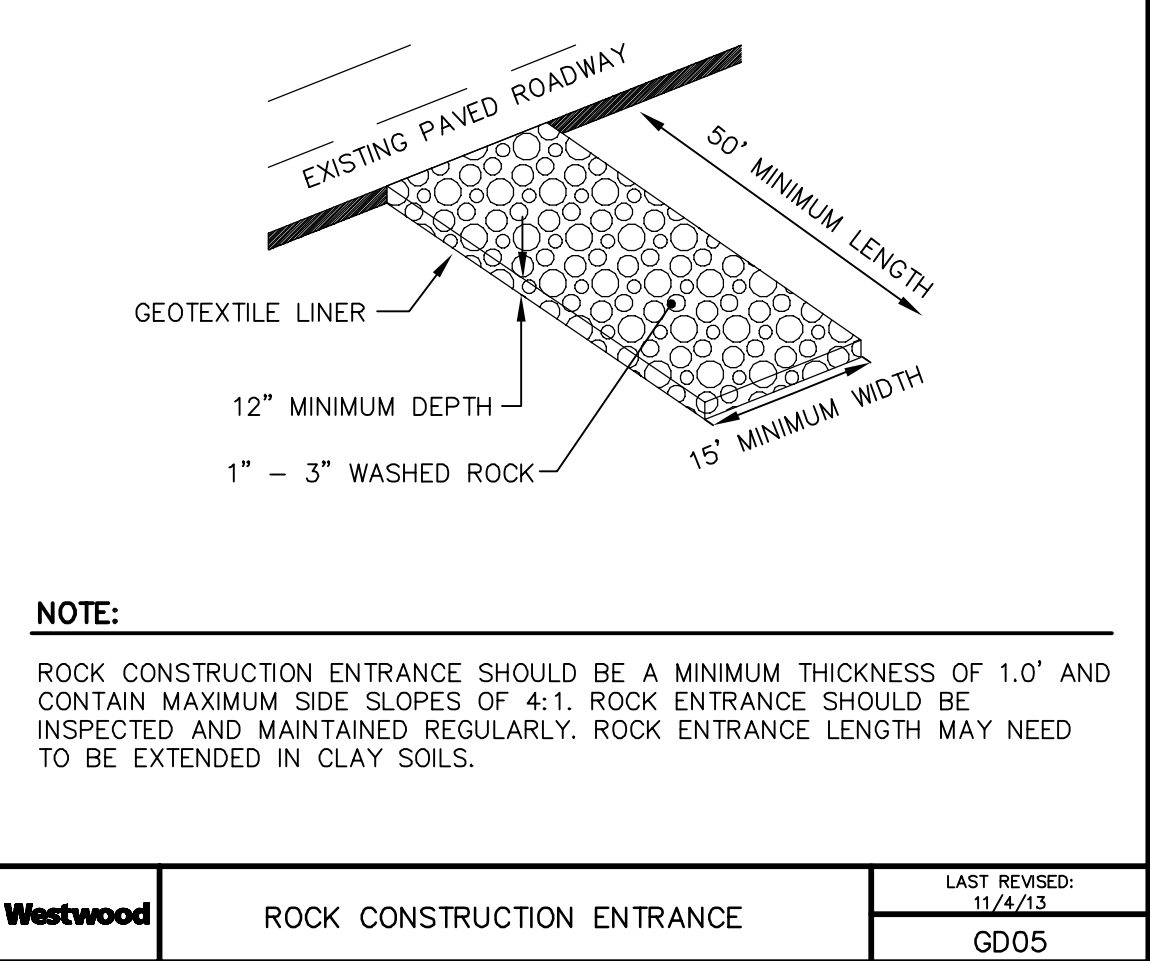 EXISTING PAVED ROADWAY
50' MINIMUM LENGTH
GEOTEXTILE LINER
12" MINIMUM DEPTH
15' MINIMUM WIDTH
1" – 3" WASHED ROCK
NOTE:
ROCK CONSTRUCTION ENTRANCE SHOULD BE A MINIMUM THICKNESS OF 1.0' AND
CONTAIN MAXIMUM SIDE SLOPES OF 4:1. ROCK ENTRANCE SHOULD BE
INSPECTED AND MAINTAINED REGULARLY. ROCK ENTRANCE LENGTH MAY NEED
TO BE EXTENDED IN CLAY SOILS.
Westwood
ROCK CONSTRUCTION ENTRANCE
LAST REVISED:
11/4/13
GD05